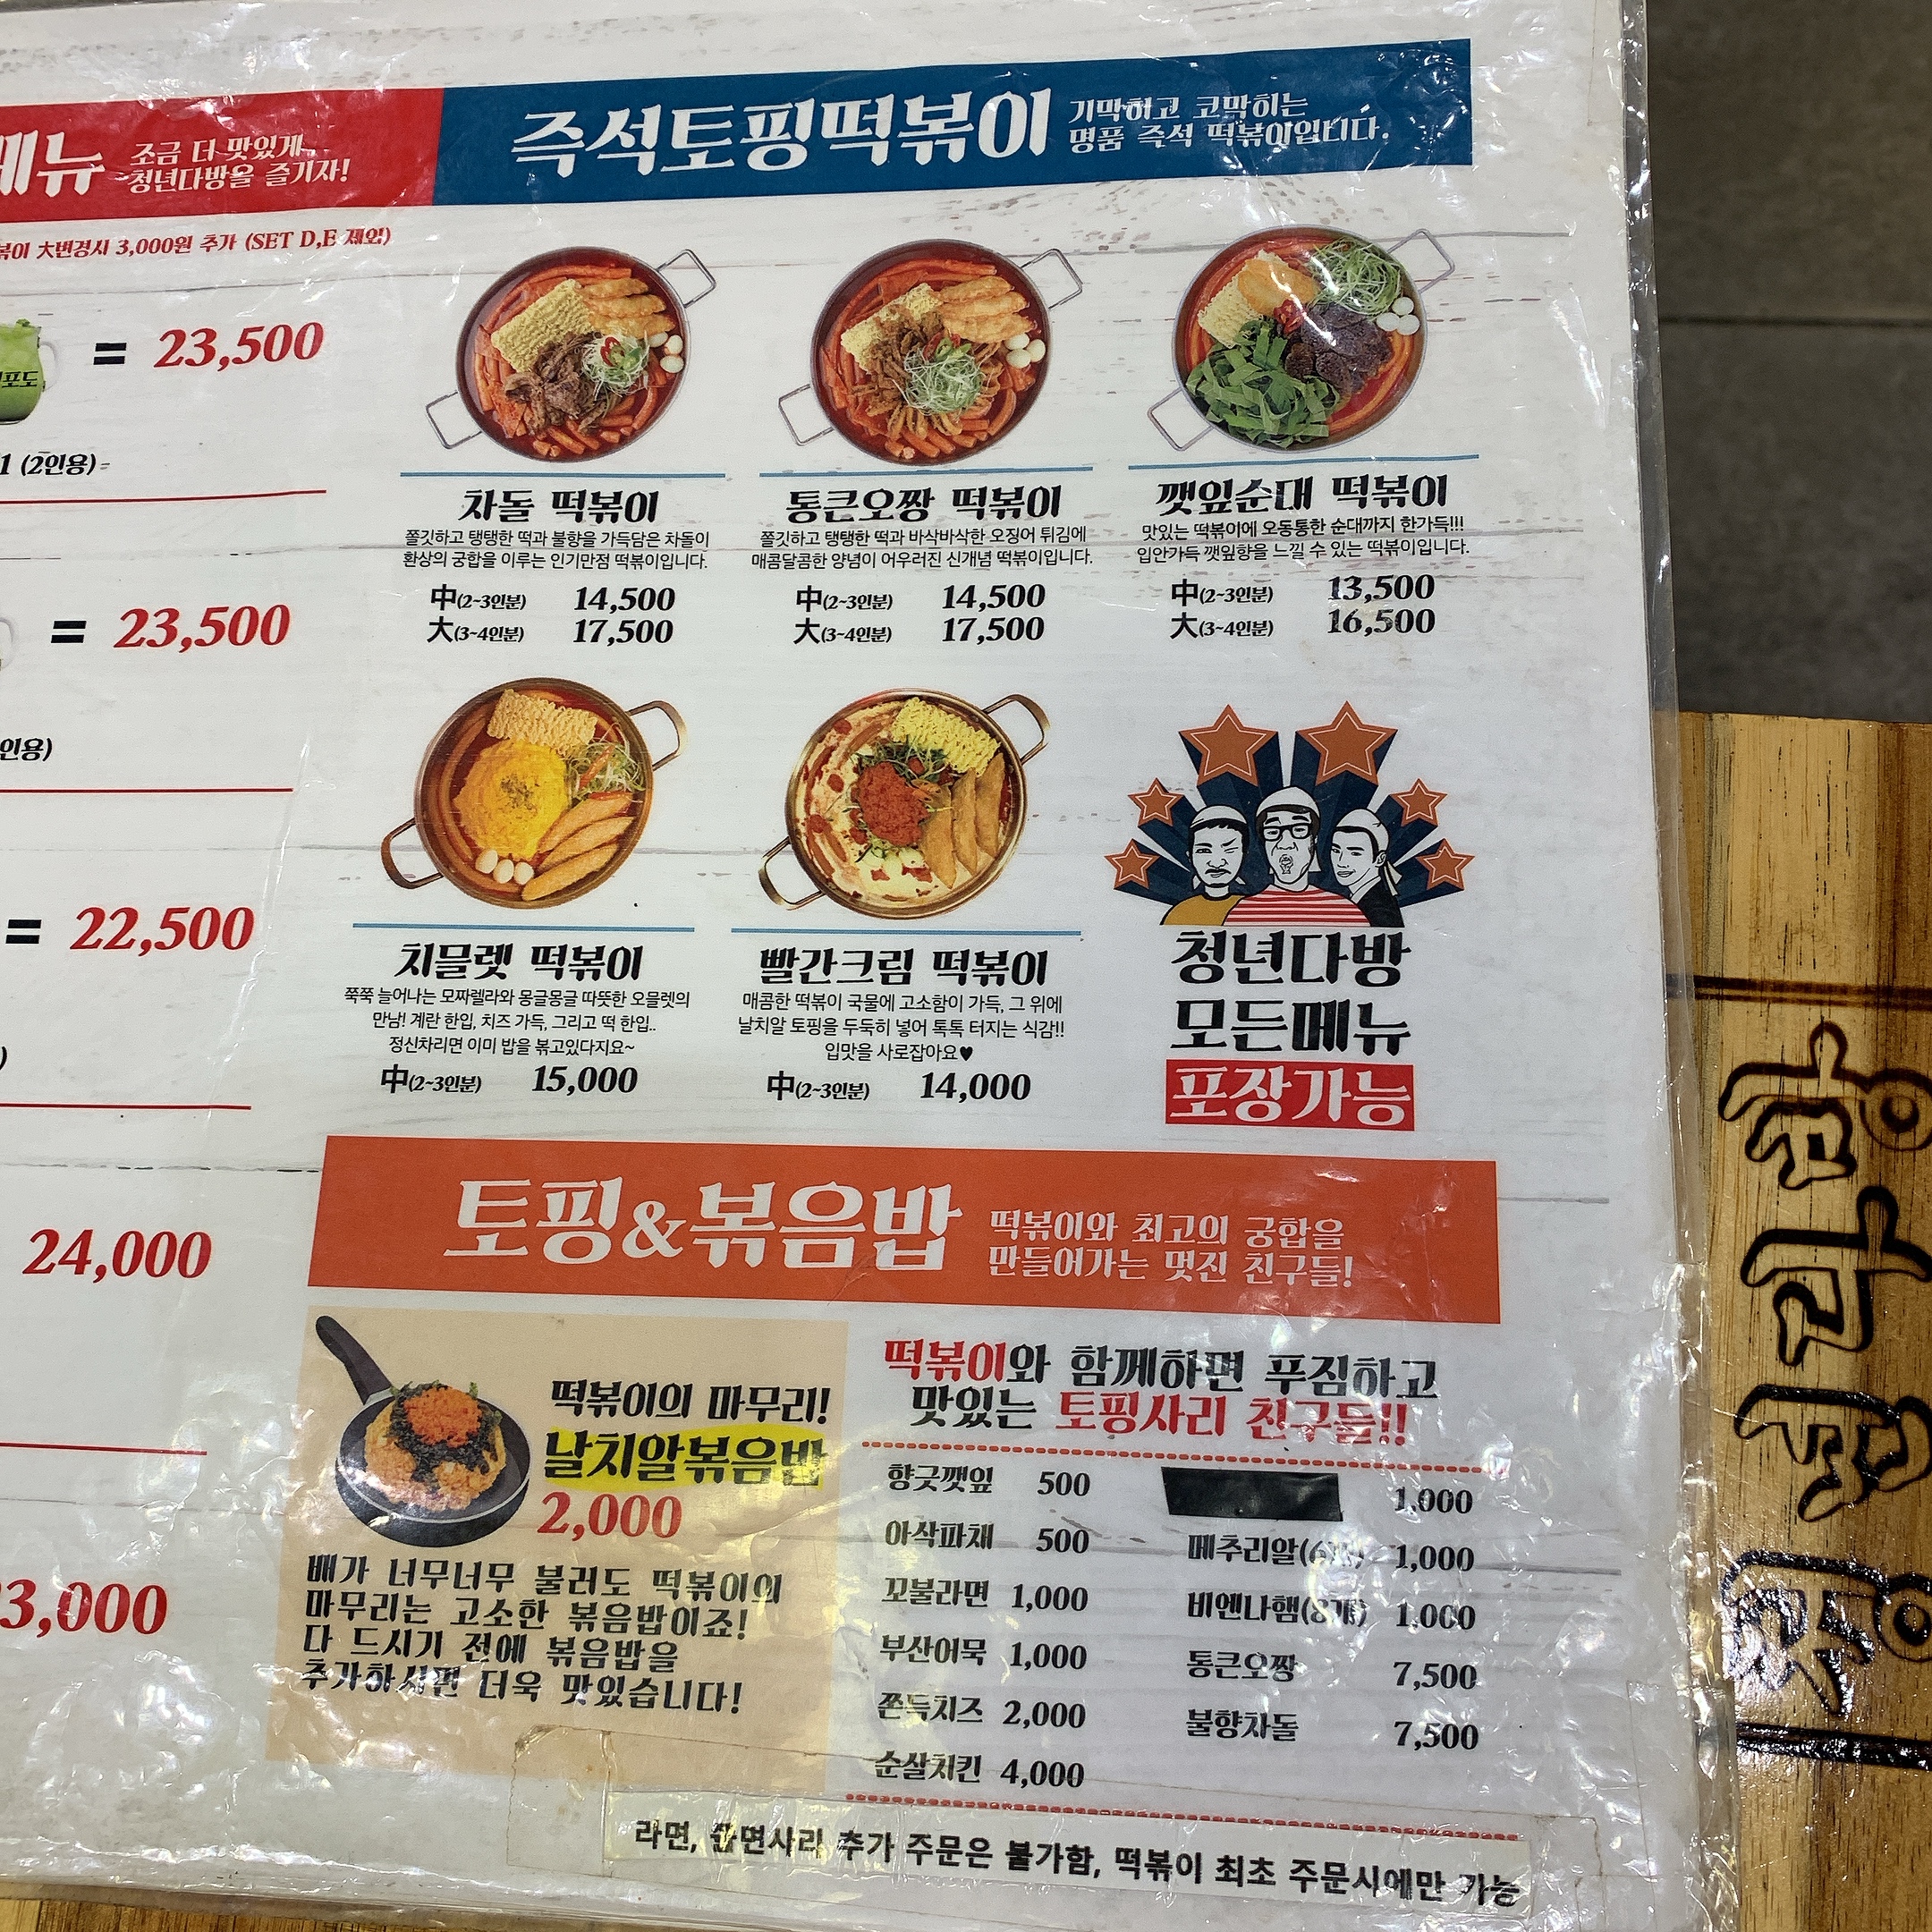 메뉴
조금 더 맛있게..
청년다방을 즐기자!
즉석토핑떡볶이
기막히고 코막히는
명품 즉석 떡볶이입니다.
볶이 大변경시 3,000원 추가 (SET D,E 제외)
포도
= 23,500
1 (2인용)
= 23,500
인용)
= 22,500
24,000
3,000
차돌 떡볶이
쫄깃하고 탱탱한 떡과 불향을 가득담은 차돌이
환상의 궁합을 이루는 인기만점 떡볶이입니다.
中(2~3인분) 14,500
大(3~4인분) 17,500
통큰오짱 떡볶이
쫄깃하고 탱탱한 떡과 바삭바삭한 오징어 튀김에
매콤달콤한 양념이 어우러진 신개념 떡볶이입니다.
中(2~3인분) 14,500
大(3~4인분) 17,500
깻잎순대 떡볶이
맛있는 떡볶이에 오동통한 순대까지 한가득!!!
입안가득 깻잎향을 느낄 수 있는 떡볶이입니다.
中(2~3인분) 13,500
大(3~4인분) 16,500
치믈렛 떡볶이
쭉쭉 늘어나는 모짜렐라와 몽글몽글 따뜻한 오믈렛의
만남! 계란 한입, 치즈 가득, 그리고 떡 한입..
정신차리면 이미 밥을 볶고있다지요~
中(2~3인분) 15,000
빨간크림 떡볶이
매콤한 떡볶이 국물에 고소함이 가득, 그 위에
날치알 토핑을 두둑히 넣어 톡톡 터지는 식감!!
입맛을 사로잡아요♥
中(2~3인분) 14,000
청년다방
모든메뉴
포장가능
토핑&볶음밥
떡볶이와 최고의 궁합을
만들어가는 멋진 친구들!
떡볶이의 마무리!
날치알볶음밥
2,000
배가 너무너무 불러도 떡볶이의
마무리는 고소한 볶음밥이죠!
다 드시기 전에 볶음밥을
추가하시면 더욱 맛있습니다!
떡볶이와 함께하면 푸짐하고
맛있는 토핑사리 친구들!!
향긋깻잎 500
아삭파채 500
꼬불라면 1,000
부산어묵 1,000
쫀득치즈 2,000
순살치킨 4,000
1,000
메추리알 1,000
비엔나햄(8개) 1,000
통큰오짱 7,500
불향차돌 7,500
라면, 사리 추가 주문은 불가함, 떡볶이 최초 주문시에만 가능
청년다방